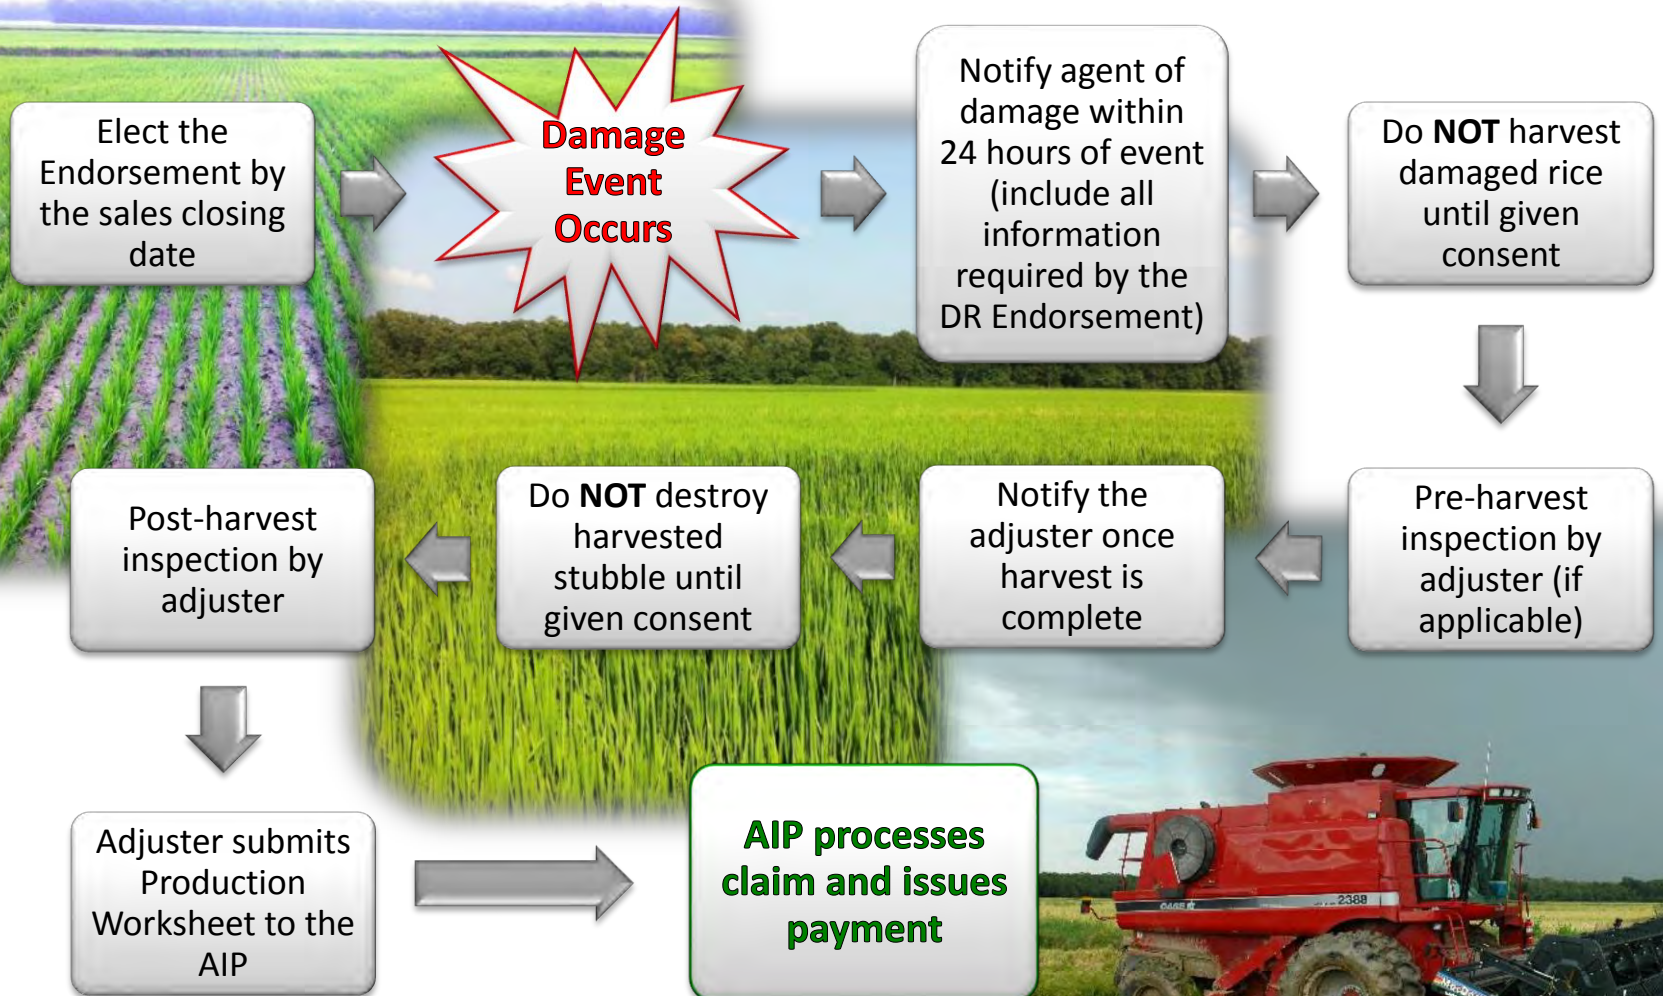 Elect the
Endorsement by
the sales closing
date
Damage
Event
Occurs
Notify agent of
damage within
24 hours of event
(include all
information
required by the
DR Endorsement)
Do NOT harvest
damaged rice
until given
consent
Pre-harvest
inspection by
adjuster (if
applicable)
Notify the
adjuster once
harvest is
complete
Do NOT destroy
harvested
stubble until
given consent
Post-harvest
inspection by
adjuster
Adjuster submits
Production
Worksheet to the
AIP
AIP processes
claim and issues
payment
CASE IH
2388